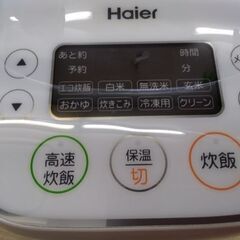 Haier
あと約 時間
予約 分
エコ炊飯 白米 無洗米 玄米
おかゆ 炊きこみ 冷凍用 クリーン
高速
炊飯
保温
切
炊飯